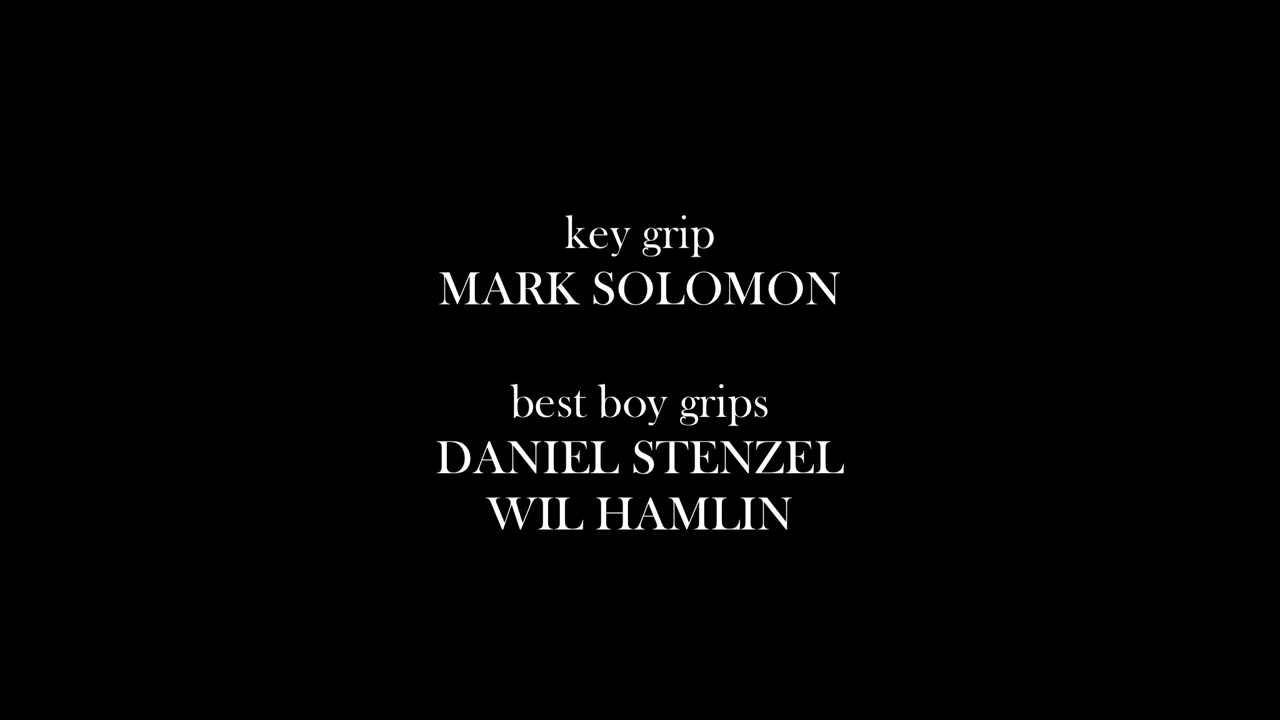 key grip
MARK SOLOMON
best boy grips
DANIEL STENZEL
WIL HAMLIN